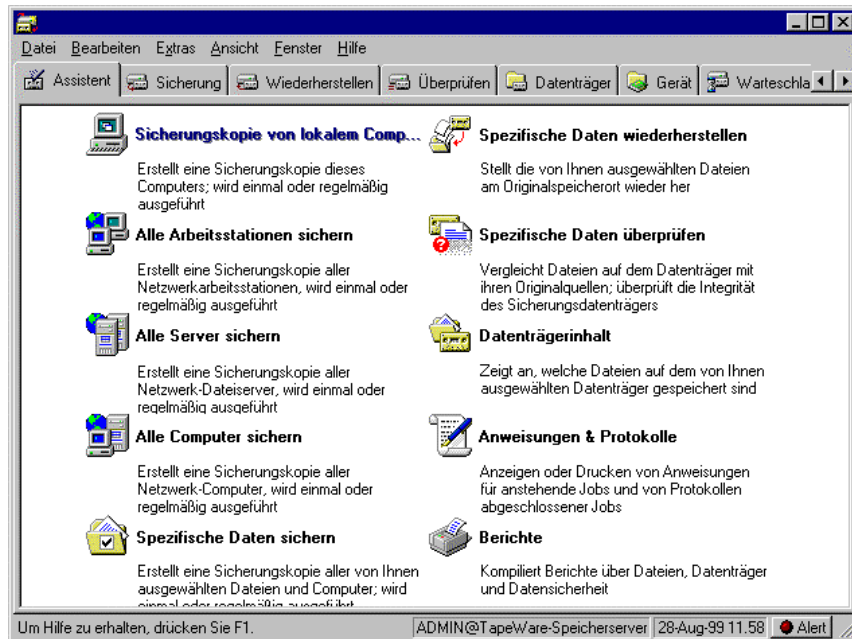 Datei Bearbeiten Extras Ansicht Fenster Hilfe
Assistent Sicherung Wiederherstellen Überprüfen Datenträger Gerät Warteschla
Sicherungskopie von lokalem Comp...
Erstellt eine Sicherungskopie dieses
Computers; wird einmal oder regelmäßig
ausgeführt
Alle Arbeitsstationen sichern
Erstellt eine Sicherungskopie aller
Netzwerkarbeitsstationen, wird einmal oder
regelmäßig ausgeführt
Alle Server sichern
Erstellt eine Sicherungskopie aller
Netzwerk-Dateiserver, wird einmal oder
regelmäßig ausgeführt
Alle Computer sichern
Erstellt eine Sicherungskopie aller
Netzwerk-Computer, wird einmal oder
regelmäßig ausgeführt
Spezifische Daten sichern
Erstellt eine Sicherungskopie aller von Ihnen
ausgewählten Dateien und Computer; wird
einmal oder regelmäßig ausgeführt
Spezifische Daten wiederherstellen
Stellt die von Ihnen ausgewählten Dateien
am Originalspeicherort wieder her
Spezifische Daten überprüfen
Vergleicht Dateien auf dem Datenträger mit
ihren Originalquellen; überprüft die Integrität
des Sicherungsdatenträgers
Datenträgerinhalt
Zeigt an, welche Dateien auf dem von Ihnen
ausgewählten Datenträger gespeichert sind
Anweisungen & Protokolle
Anzeigen oder Drucken von Anweisungen
für anstehende Jobs und von Protokollen
abgeschlossener Jobs
Berichte
Kompiliert Berichte über Dateien, Datenträger
und Datensicherheit
Um Hilfe zu erhalten, drücken Sie F1. ADMIN@TapeWare-Speicherserver 28-Aug-99 11.58 Alert